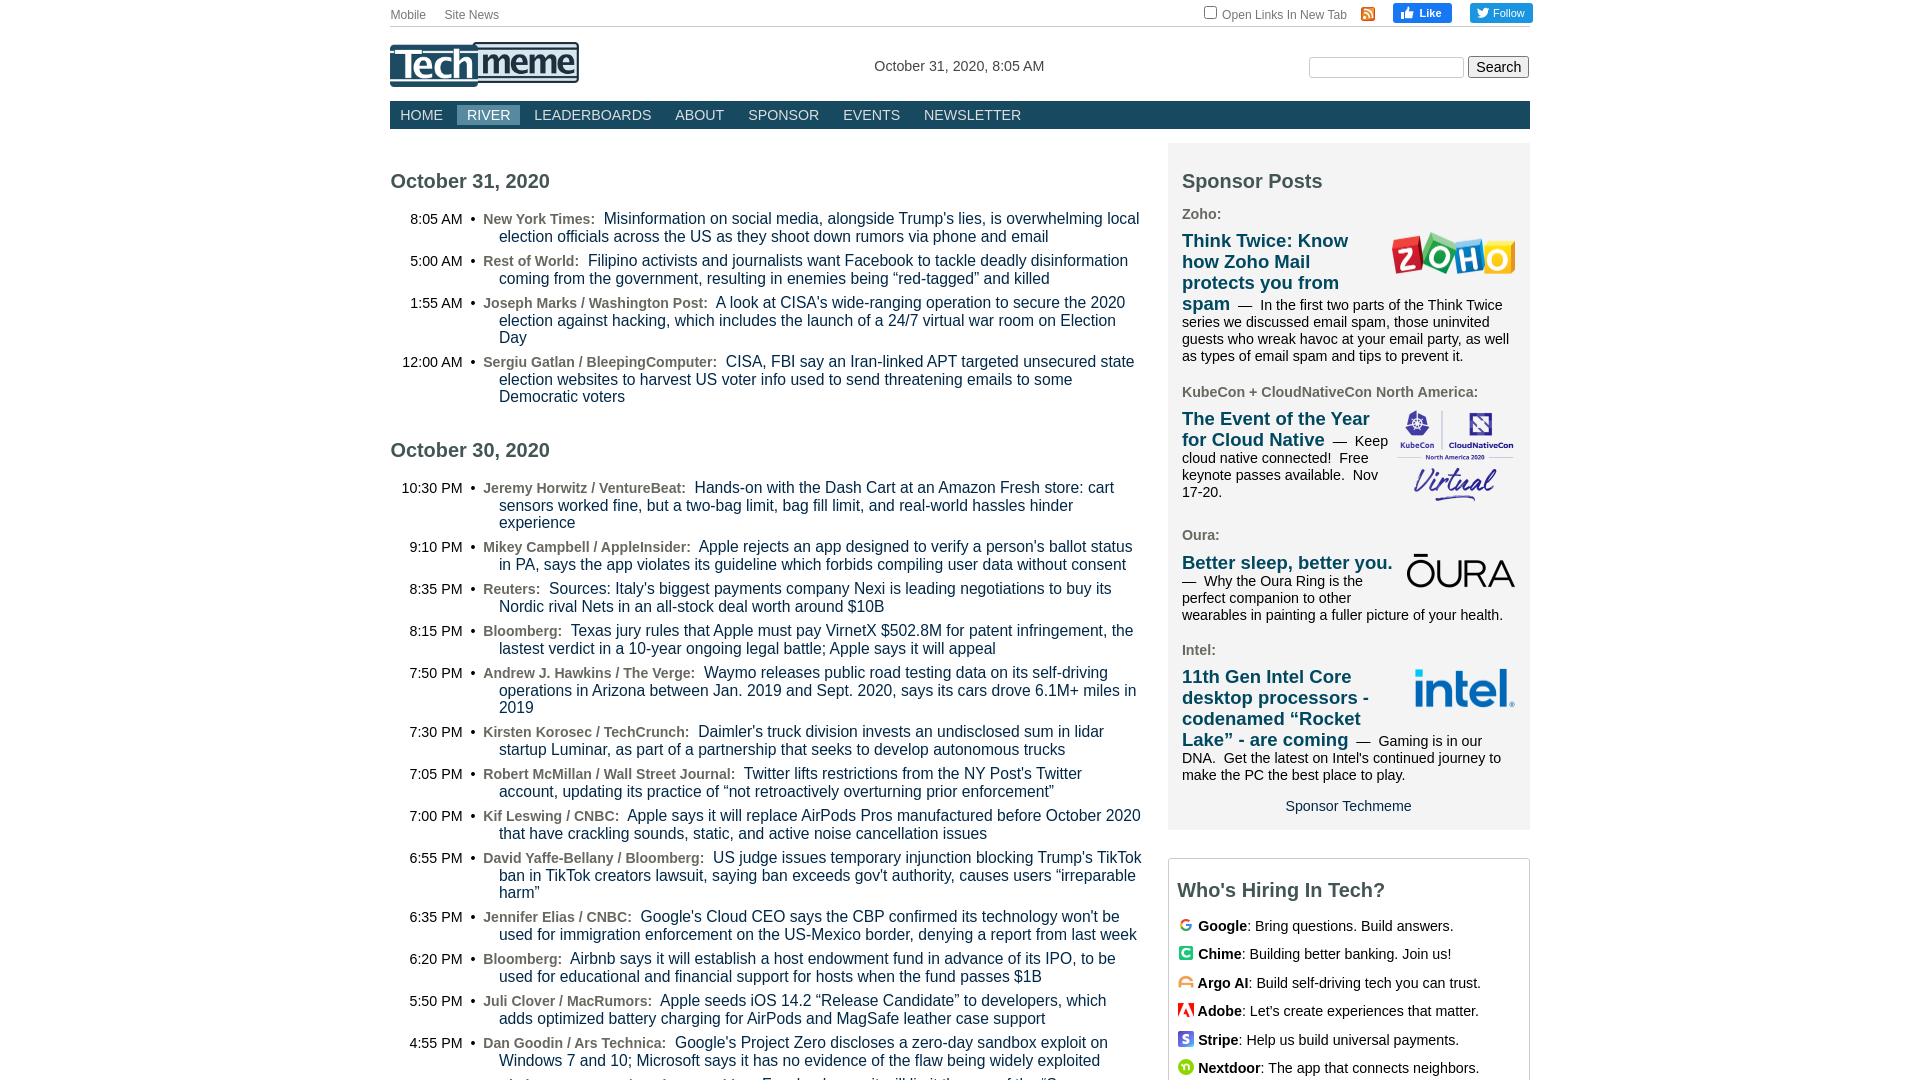 Mobile Site News
Open Links In New Tab Like Follow
Techmeme
October 31, 2020, 8:05 AM
Search
HOME RIVER LEADERBOARDS ABOUT SPONSOR EVENTS NEWSLETTER
October 31, 2020
8:05 AM • New York Times: Misinformation on social media, alongside Trump's lies, is overwhelming local
election officials across the US as they shoot down rumors via phone and email
5:00 AM • Rest of World: Filipino activists and journalists want Facebook to tackle deadly disinformation
coming from the government, resulting in enemies being “red-tagged” and killed
1:55 AM • Joseph Marks / Washington Post: A look at CISA's wide-ranging operation to secure the 2020
election against hacking, which includes the launch of a 24/7 virtual war room on Election
Day
12:00 AM • Sergiu Gatlan / BleepingComputer: CISA, FBI say an Iran-linked APT targeted unsecured state
election websites to harvest US voter info used to send threatening emails to some
Democratic voters
October 30, 2020
10:30 PM • Jeremy Horwitz / VentureBeat: Hands-on with the Dash Cart at an Amazon Fresh store: cart
sensors worked fine, but a two-bag limit, bag fill limit, and real-world hassles hinder
experience
9:10 PM • Mikey Campbell / AppleInsider: Apple rejects an app designed to verify a person's ballot status
in PA, says the app violates its guideline which forbids compiling user data without consent
8:35 PM • Reuters: Sources: Italy's biggest payments company Nexi is leading negotiations to buy its
Nordic rival Nets in an all-stock deal worth around $10B
8:15 PM • Bloomberg: Texas jury rules that Apple must pay VirnetX $502.8M for patent infringement, the
lastest verdict in a 10-year ongoing legal battle; Apple says it will appeal
7:50 PM • Andrew J. Hawkins / The Verge: Waymo releases public road testing data on its self-driving
operations in Arizona between Jan. 2019 and Sept. 2020, says its cars drove 6.1M+ miles in
2019
7:30 PM • Kirsten Korosec / TechCrunch: Daimler's truck division invests an undisclosed sum in lidar
startup Luminar, as part of a partnership that seeks to develop autonomous trucks
7:05 PM • Robert McMillan / Wall Street Journal: Twitter lifts restrictions from the NY Post's Twitter
account, updating its practice of “not retroactively overturning prior enforcement”
7:00 PM • Kif Leswing / CNBC: Apple says it will replace AirPods Pros manufactured before October 2020
that have crackling sounds, static, and active noise cancellation issues
6:55 PM • David Yaffe-Bellany / Bloomberg: US judge issues temporary injunction blocking Trump's TikTok
ban in TikTok creators lawsuit, saying ban exceeds gov't authority, causes users “irreparable
harm”
6:35 PM • Jennifer Elias / CNBC: Google's Cloud CEO says the CBP confirmed its technology won't be
used for immigration enforcement on the US-Mexico border, denying a report from last week
6:20 PM • Bloomberg: Airbnb says it will establish a host endowment fund in advance of its IPO, to be
used for educational and financial support for hosts when the fund passes $1B
5:50 PM • Juli Clover / MacRumors: Apple seeds iOS 14.2 “Release Candidate” to developers, which
adds optimized battery charging for AirPods and MagSafe leather case support
4:55 PM • Dan Goodin / Ars Technica: Google's Project Zero discloses a zero-day sandbox exploit on
Windows 7 and 10; Microsoft says it has no evidence of the flaw being widely exploited
Sponsor Posts
Zoho:
Think Twice: Know
how Zoho Mail
protects you from
spam — In the first two parts of the Think Twice
series we discussed email spam, those uninvited
guests who wreak havoc at your email party, as well
as types of email spam and tips to prevent it.
ZOHO
KubeCon + CloudNativeCon North America:
The Event of the Year
for Cloud Native — Keep
cloud native connected! Free
keynote passes available. Nov
17-20.
KubeCon CloudNativeCon
North America 2020
Virtual
Oura:
Better sleep, better you.
— Why the Oura Ring is the
perfect companion to other
wearables in painting a fuller picture of your health.
ŌURA
Intel:
11th Gen Intel Core
desktop processors -
codenamed “Rocket
Lake” - are coming — Gaming is in our
DNA. Get the latest on Intel's continued journey to
make the PC the best place to play.
intel®
Sponsor Techmeme
Who's Hiring In Tech?
Google: Bring questions. Build answers.
Chime: Building better banking. Join us!
Argo AI: Build self-driving tech you can trust.
Adobe: Let’s create experiences that matter.
Stripe: Help us build universal payments.
Nextdoor: The app that connects neighbors.